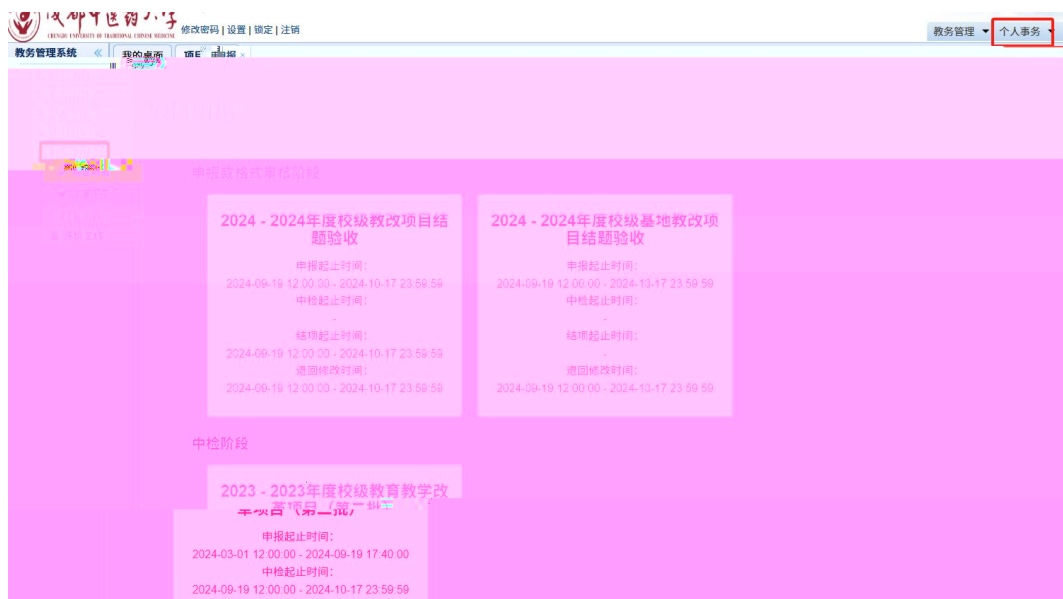 CHENGDU UNIVERSITY OF TRADITIONAL CHINESE MEDICINE
修改密码 | 设置 | 锁定 | 注销
教务管理
个人事务
教务管理系统
我的桌面
申报或格式审核阶段
2024 - 2024年度校级教改项目结
题验收
申报起止时间：
2024-09-19 12:00:00 - 2024-10-17 23:59:59
中检起止时间：
-
结项起止时间：
2024-09-19 12:00:00 - 2024-10-17 23:59:59
退回修改时间：
2024-09-19 12:00:00 - 2024-10-17 23:59:59
2024 - 2024年度校级基地教改项
目结题验收
申报起止时间：
2024-09-19 12:00:00 - 2024-10-17 23:59:59
中检起止时间：
-
结项起止时间：
-
退回修改时间：
2024-09-19 12:00:00 - 2024-10-17 23:59:59
中检阶段
2023 - 2023年度校级教育教学改
革项目（第二批）
申报起止时间：
2024-03-01 12:00:00 - 2024-09-19 17:40:00
中检起止时间：
2024-09-19 12:00:00 - 2024-10-17 23:59:59